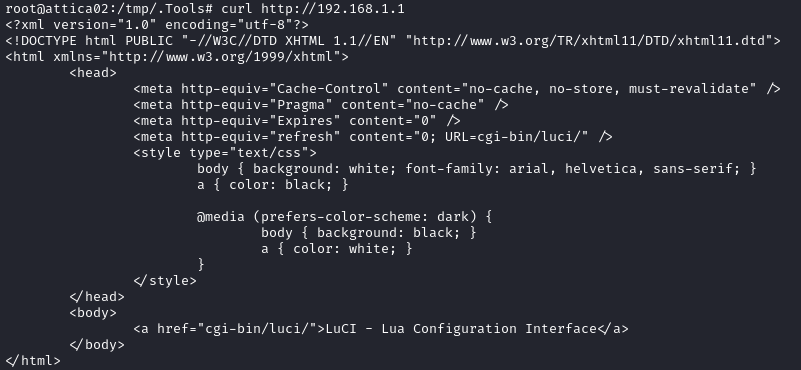 root@attica02:/tmp/.Tools# curl http://192.168.1.1
<?xml version="1.0" encoding="utf-8"?>
<!DOCTYPE html PUBLIC "-//W3C//DTD XHTML 1.1//EN" "http://www.w3.org/TR/xhtml11/DTD/xhtml11.dtd">
<html xmlns="http://www.w3.org/1999/xhtml">
        <head>
                <meta http-equiv="Cache-Control" content="no-cache, no-store, must-revalidate" />
                <meta http-equiv="Pragma" content="no-cache" />
                <meta http-equiv="Expires" content="0" />
                <meta http-equiv="refresh" content="0; URL=cgi-bin/luci/" />
                <style type="text/css">
                        body { background: white; font-family: arial, helvetica, sans-serif; }
                        a { color: black; }

                        @media (prefers-color-scheme: dark) {
                                body { background: black; }
                                a { color: white; }
                        }
                </style>
        </head>
        <body>
                <a href="cgi-bin/luci/">LuCI - Lua Configuration Interface</a>
        </body>
</html>